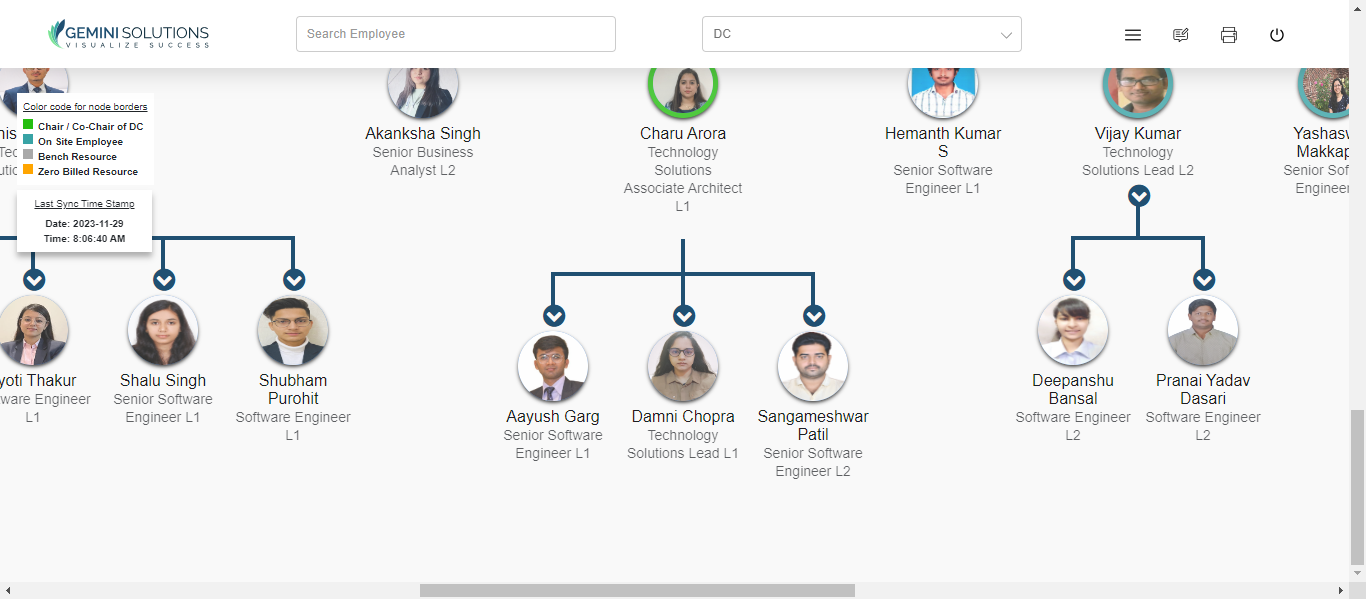 GEMINI SOLUTIONS
VISUALIZE SUCCESS
Search Employee
DC
Color code for node borders
Chair / Co-Chair of DC
On Site Employee
Bench Resource
Zero Billed Resource
Last Sync Time Stamp
Date: 2023-11-29
Time: 8:06:40 AM
Akanksha Singh
Senior Business
Analyst L2
Charu Arora
Technology
Solutions
Associate Architect
L1
Hemanth Kumar
S
Senior Software
Engineer L1
Vijay Kumar
Technology
Solutions Lead L2
Yashasw
Makkap
Senior Sof
Enginee
yoti Thakur
ware Engineer
L1
Shalu Singh
Senior Software
Engineer L1
Shubham
Purohit
Software Engineer
L1
Aayush Garg
Senior Software
Engineer L1
Damni Chopra
Technology
Solutions Lead L1
Sangameshwar
Patil
Senior Software
Engineer L2
Deepanshu
Bansal
Software Engineer
L2
Pranai Yadav
Dasari
Software Engineer
L2